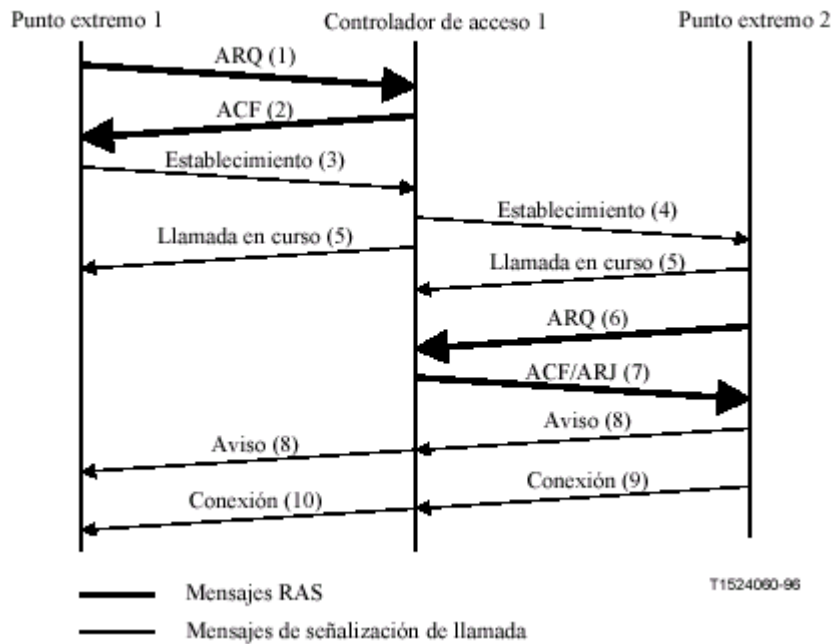 Punto extremo 1 Controlador de acceso 1 Punto extremo 2
ARQ (1)
ACF (2)
Establecimiento (3)
Establecimiento (4)
Llamada en curso (5)
Llamada en curso (5)
ARQ (6)
ACF/ARJ (7)
Aviso (8)
Aviso (8)
Conexión (9)
Conexión (10)
T1524060-96
Mensajes RAS
Mensajes de señalización de llamada